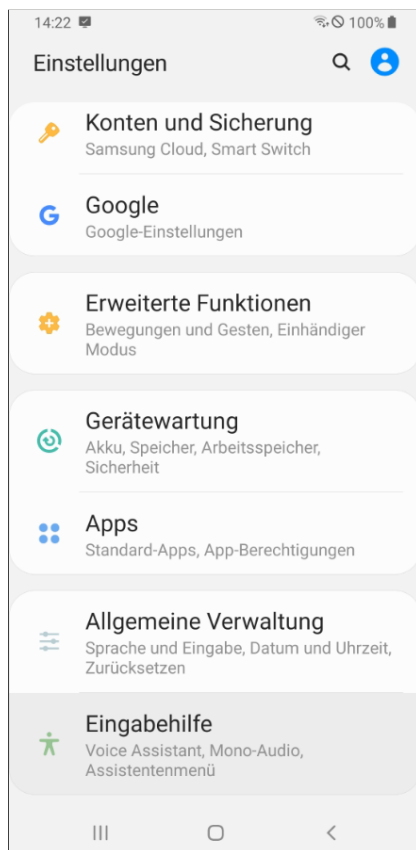 14:22
100%
Einstellungen
Konten und Sicherung
Samsung Cloud, Smart Switch
Google
Google-Einstellungen
Erweiterte Funktionen
Bewegungen und Gesten, Einhändiger
Modus
Gerätewartung
Akku, Speicher, Arbeitsspeicher,
Sicherheit
Apps
Standard-Apps, App-Berechtigungen
Allgemeine Verwaltung
Sprache und Eingabe, Datum und Uhrzeit,
Zurücksetzen
Eingabehilfe
Voice Assistant, Mono-Audio,
Assistentenmenü